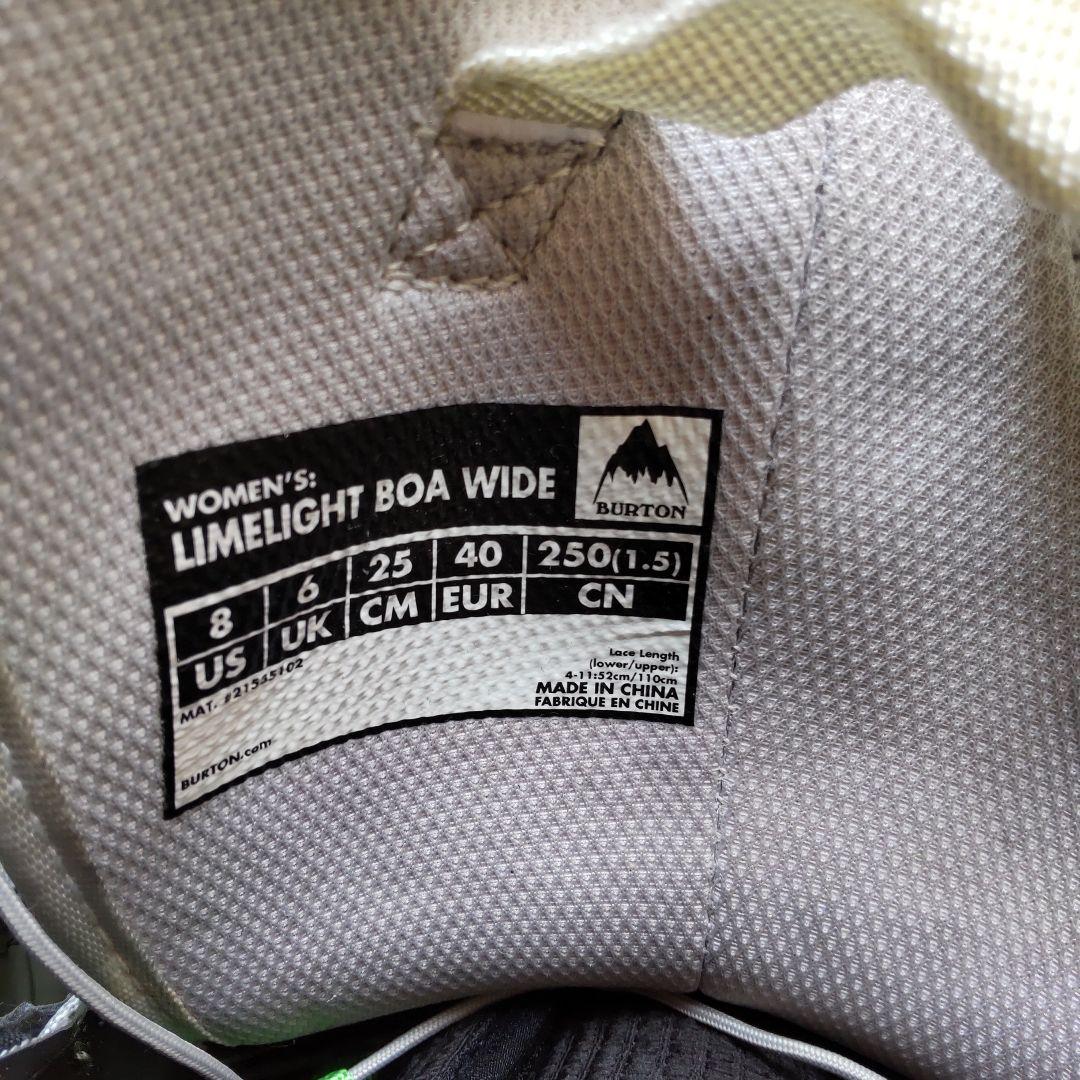 WOMEN'S:
LIMELIGHT BOA WIDE
BURTON
8 6 25 40 250(1.5)
US UK CM EUR CN
MAT. #21535102
Lace Length
(lower/upper):
4-11:52cm/110cm
MADE IN CHINA
FABRIQUE EN CHINE
BURTON.com